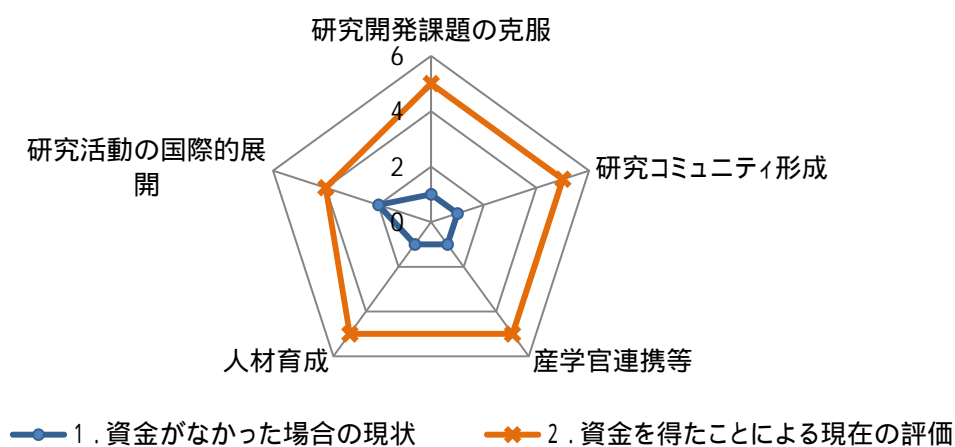 研究開発課題の克服
6
4
研究活動の国際的展
開
2
研究コミュニティ形成
0
人材育成
産学官連携等
1．資金がなかった場合の現状
2．資金を得たことによる現在の評価